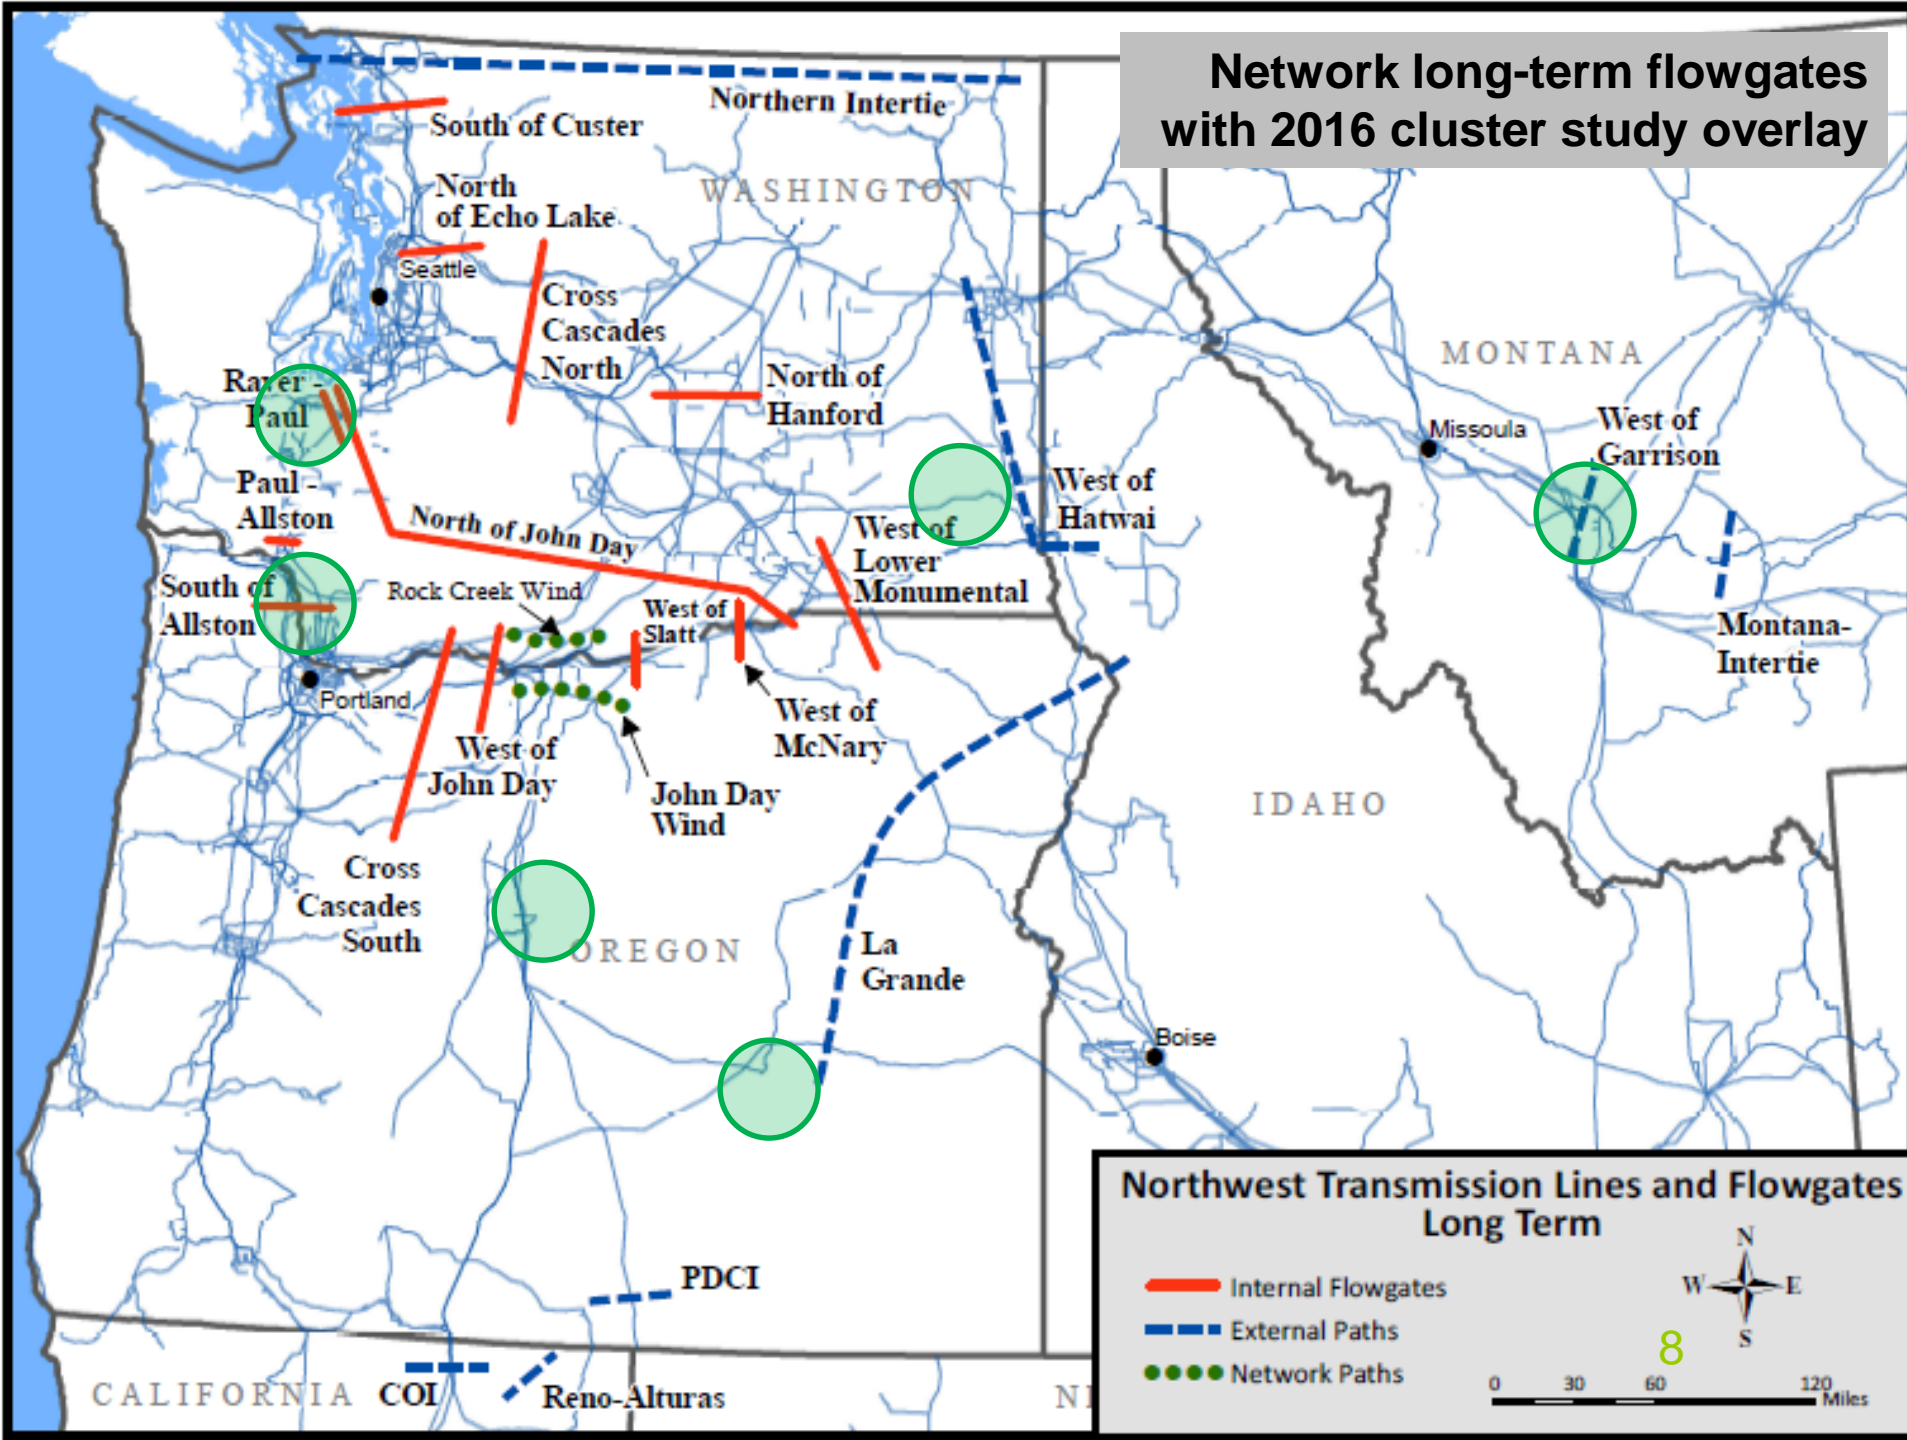 Network long-term flowgates
with 2016 cluster study overlay
Northern Intertie
South of Custer
North
of Echo Lake
WASHINGTON
Seattle
Cross
Cascades
North
MONTANA
Raver -
Paul
North of
Hanford
Missoula
West of
Garrison
Paul -
Allston
North of John Day
West of
Hatwai
West of
Lower
Monumental
South of
Allston
Rock Creek Wind
West of
Slatt
Montana-
Intertie
Portland
West of
McNary
West of
John Day
John Day
Wind
IDAHO
Cross
Cascades
South
OREGON
La
Grande
Boise
PDCI
CALIFORNIA
COI
Reno-Alturas
Northwest Transmission Lines and Flowgates
Long Term
N
W
E
S
Internal Flowgates
External Paths
Network Paths
8
0 30 60 120
Miles